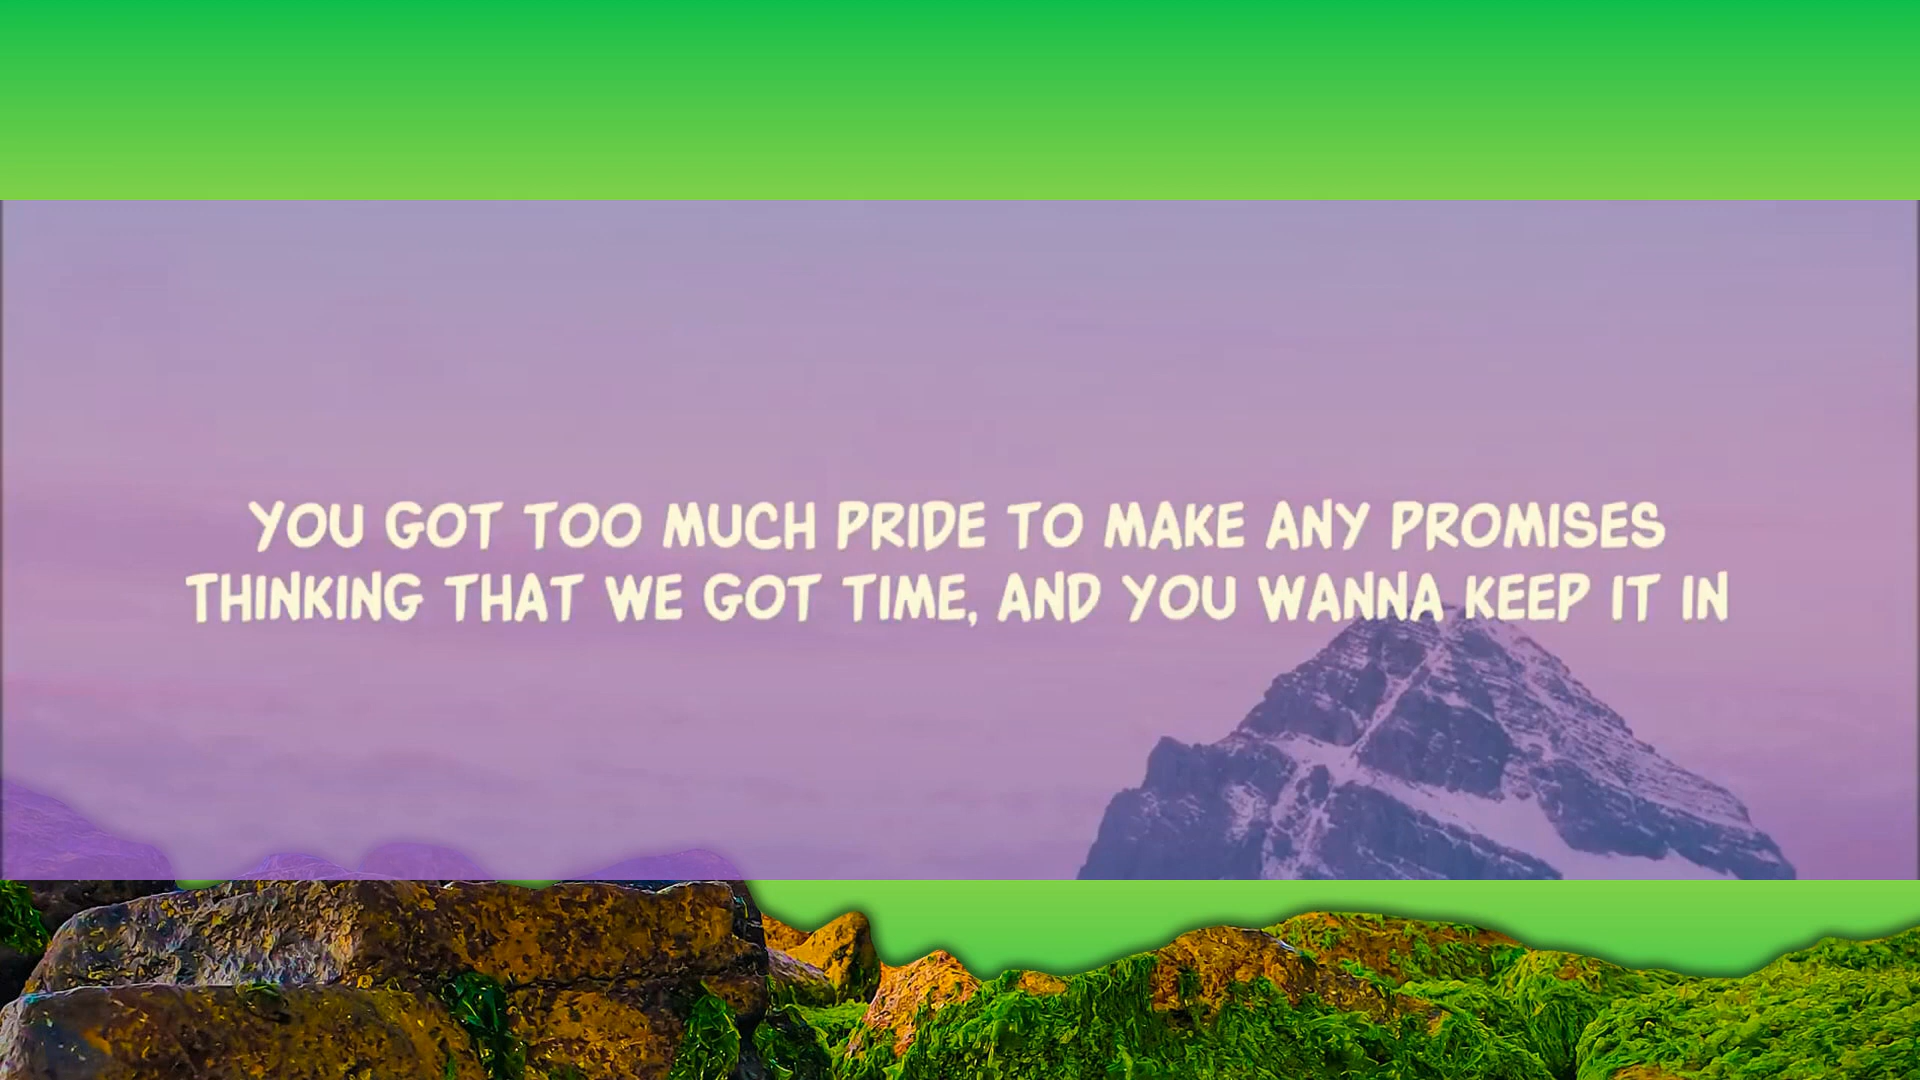 YOU GOT TOO MUCH PRIDE TO MAKE ANY PROMISES
THINKING THAT WE GOT TIME, AND YOU WANNA KEEP IT IN